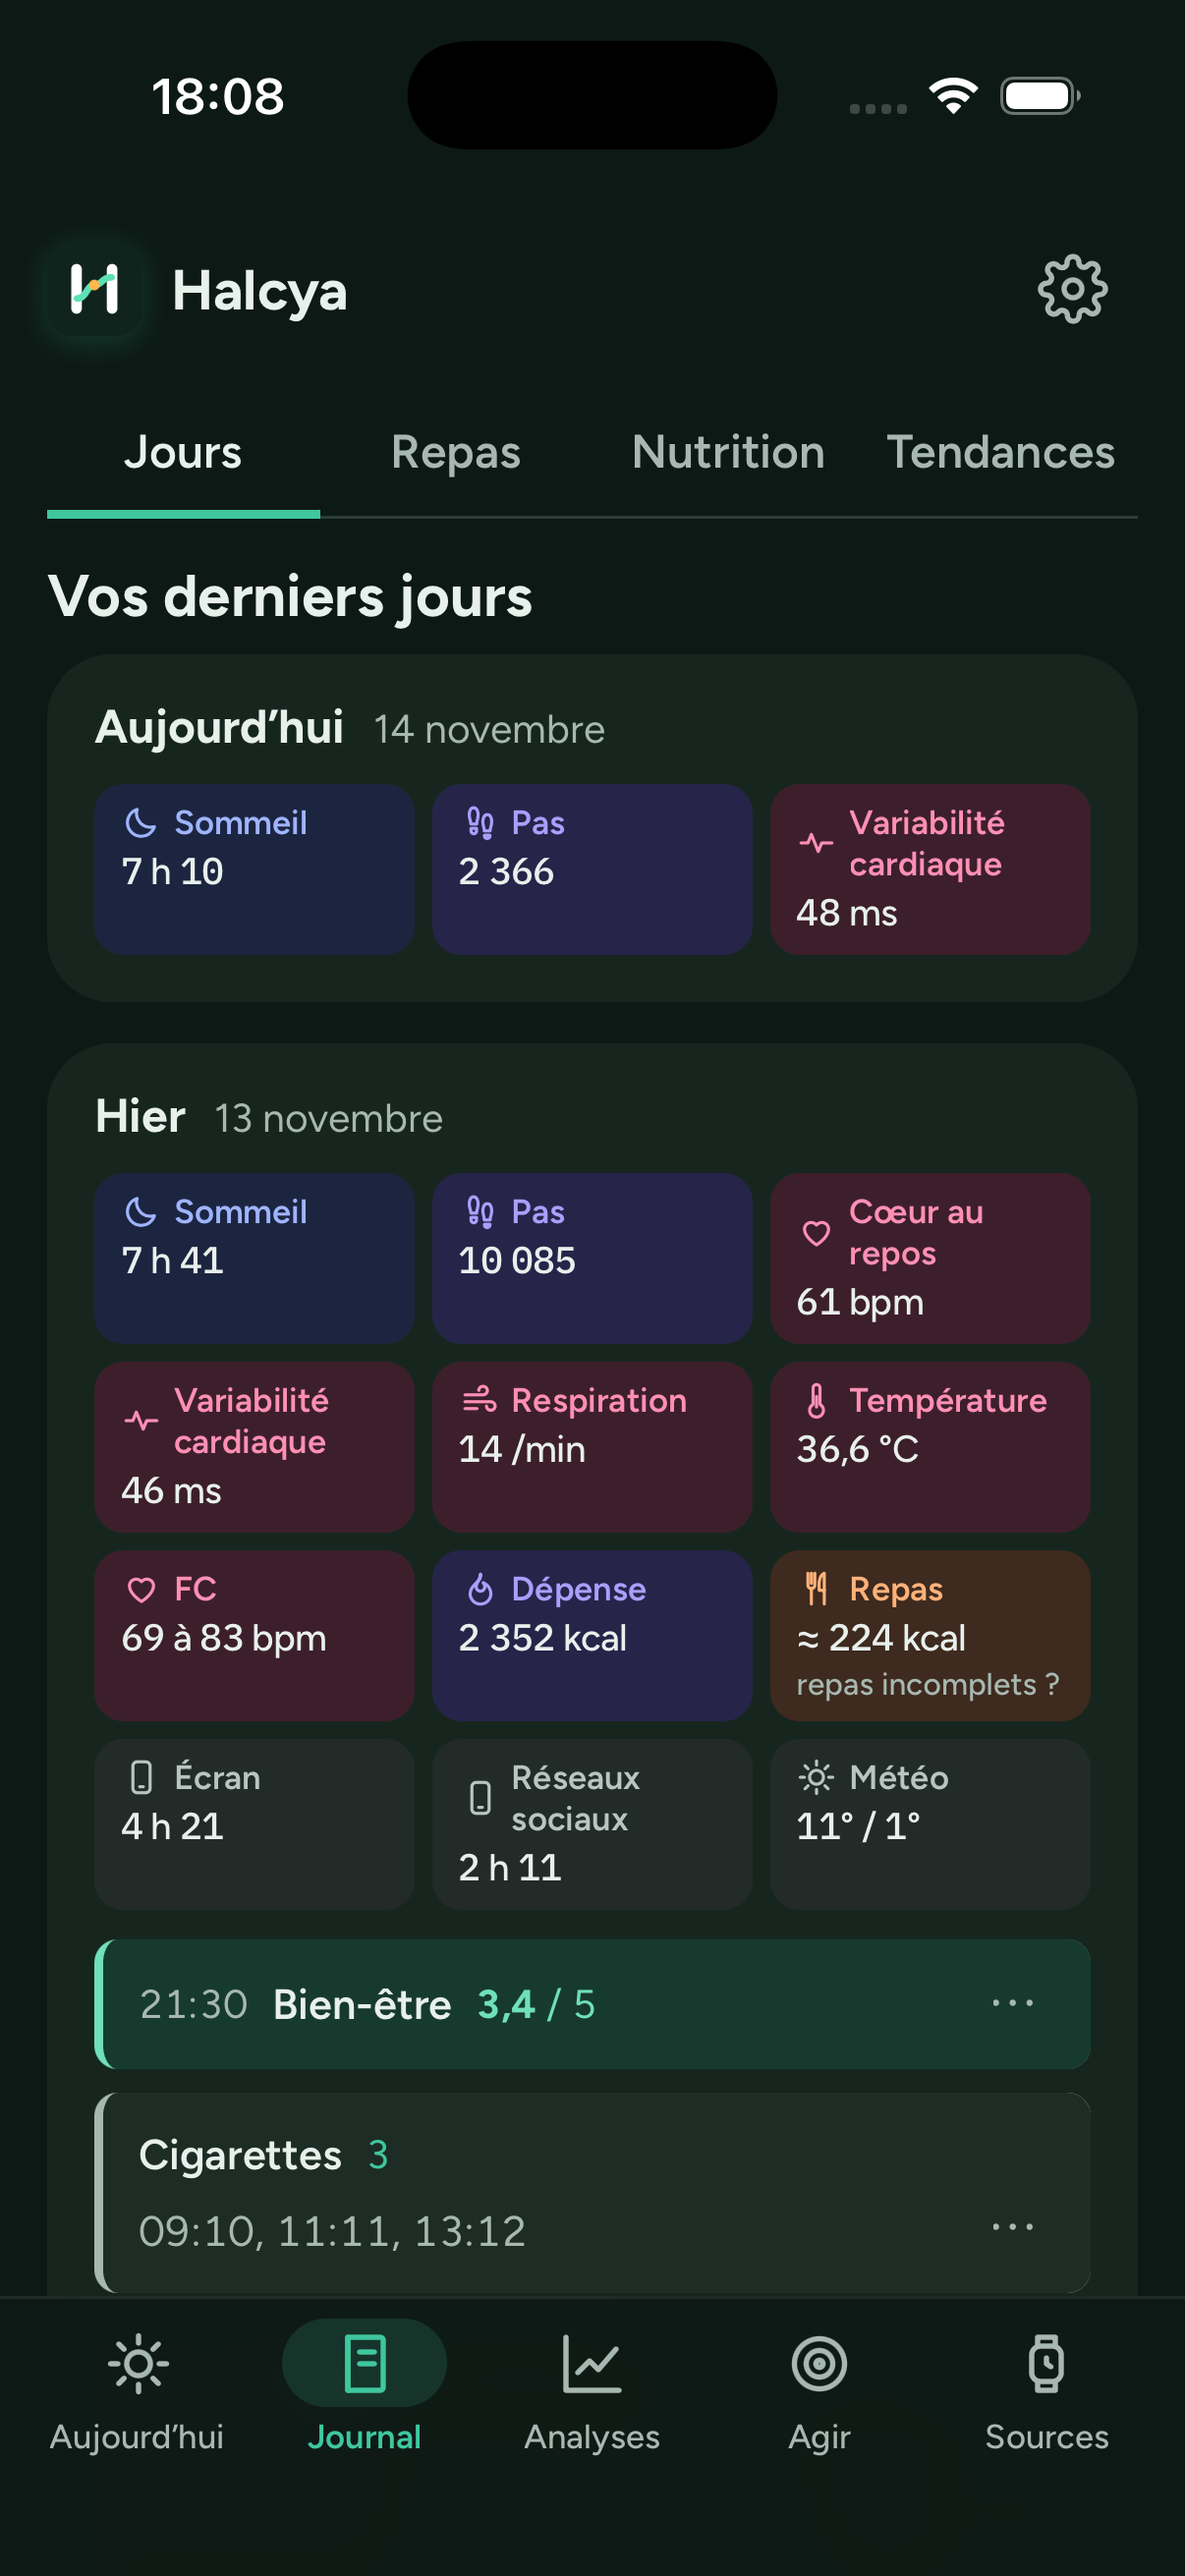 18:08
Halcya
Jours Repas Nutrition Tendances
Vos derniers jours
Aujourd’hui 14 novembre
Sommeil
7 h 10
Pas
2 366
Variabilité
cardiaque
48 ms
Hier 13 novembre
Sommeil
7 h 41
Pas
10 085
Cœur au
repos
61 bpm
Variabilité
cardiaque
46 ms
Respiration
14 /min
Température
36,6 °C
FC
69 à 83 bpm
Dépense
2 352 kcal
Repas
≈ 224 kcal
repas incomplets ?
Écran
4 h 21
Réseaux
sociaux
2 h 11
Météo
11° / 1°
21:30 Bien-être 3,4 / 5
Cigarettes 3
09:10, 11:11, 13:12
Aujourd’hui Journal Analyses Agir Sources